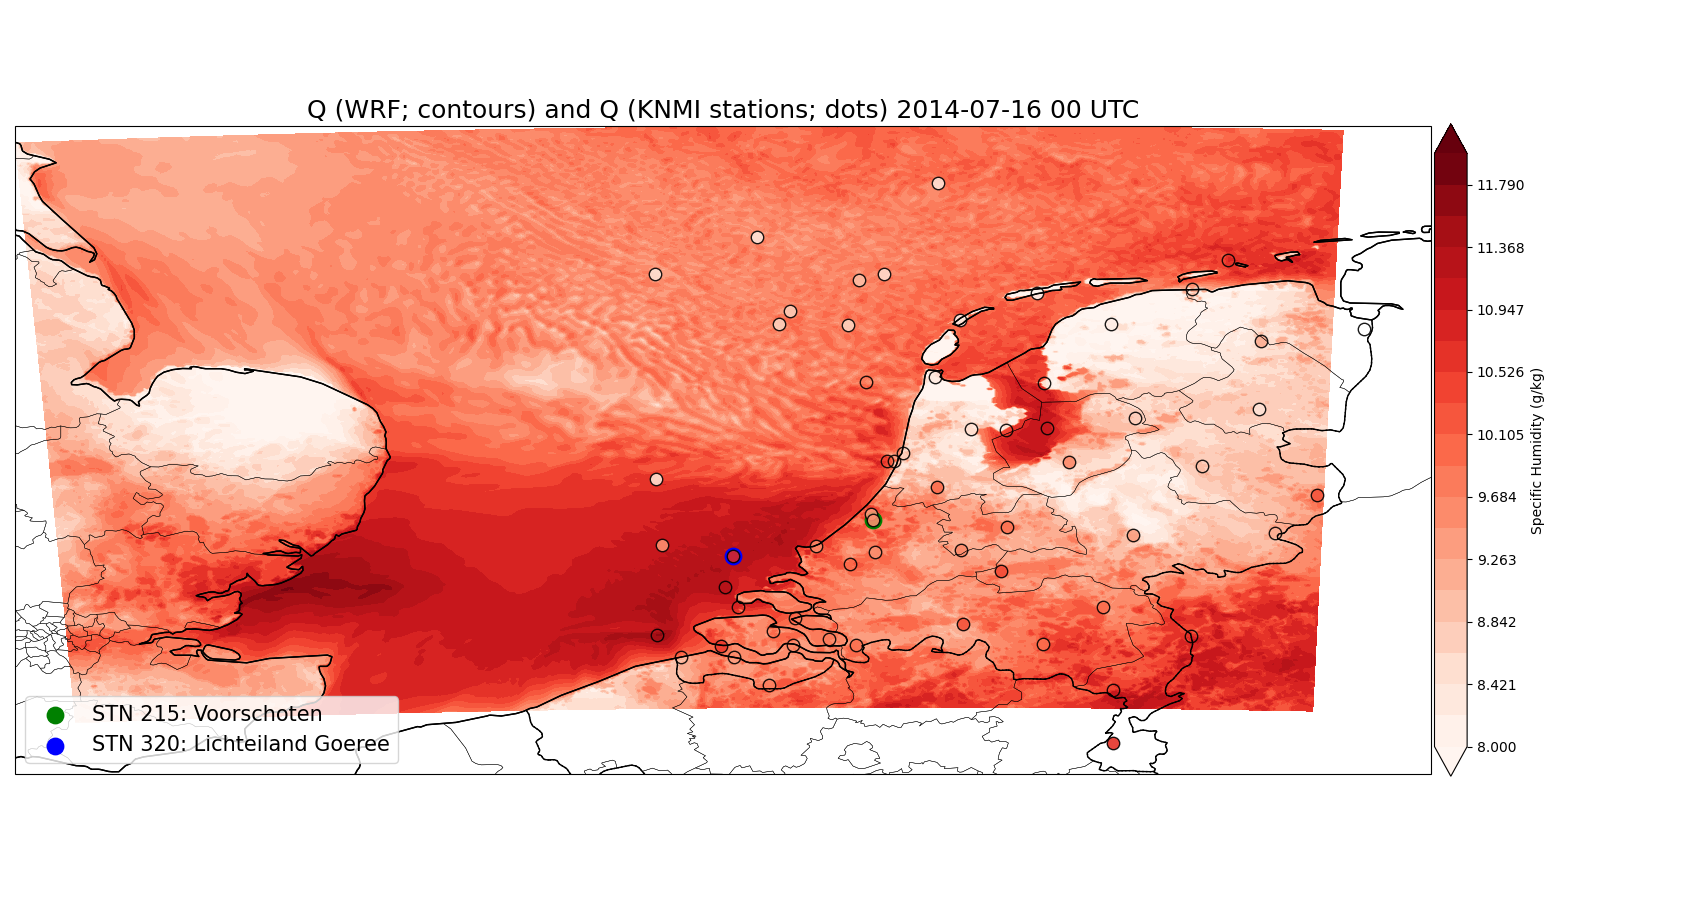 Q (WRF; contours) and Q (KNMI stations; dots) 2014-07-16 00 UTC
11.790
11.368
10.947
10.526
10.105
9.684
9.263
8.842
8.421
8.000
Specific Humidity (g/kg)
STN 215: Voorschoten
STN 320: Lichteiland Goeree